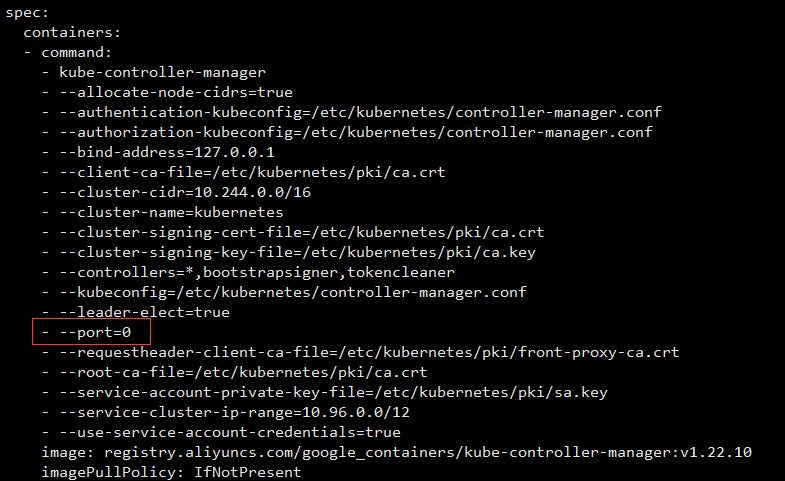 spec:
  containers:
  - command:
    - kube-controller-manager
    - --allocate-node-cidrs=true
    - --authentication-kubeconfig=/etc/kubernetes/controller-manager.conf
    - --authorization-kubeconfig=/etc/kubernetes/controller-manager.conf
    - --bind-address=127.0.0.1
    - --client-ca-file=/etc/kubernetes/pki/ca.crt
    - --cluster-cidr=10.244.0.0/16
    - --cluster-name=kubernetes
    - --cluster-signing-cert-file=/etc/kubernetes/pki/ca.crt
    - --cluster-signing-key-file=/etc/kubernetes/pki/ca.key
    - --controllers=*,bootstrapsigner,tokencleaner
    - --kubeconfig=/etc/kubernetes/controller-manager.conf
    - --leader-elect=true
    - --port=0
    - --requestheader-client-ca-file=/etc/kubernetes/pki/front-proxy-ca.crt
    - --root-ca-file=/etc/kubernetes/pki/ca.crt
    - --service-account-private-key-file=/etc/kubernetes/pki/sa.key
    - --service-cluster-ip-range=10.96.0.0/12
    - --use-service-account-credentials=true
    image: registry.aliyuncs.com/google_containers/kube-controller-manager:v1.22.10
    imagePullPolicy: IfNotPresent